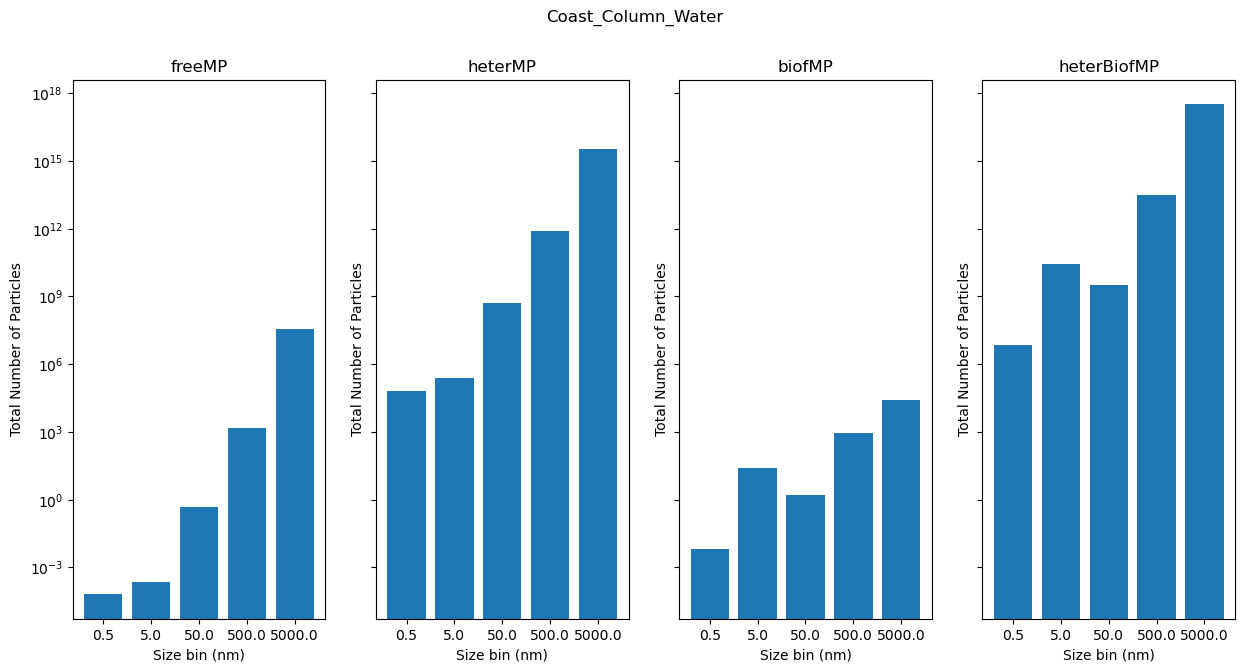 Coast_Column_Water
freeMP
heterMP
biofMP
heterBiofMP
Total Number of Particles
10^18
10^15
10^12
10^9
10^6
10^3
10^0
10^−3
0.5 5.0 50.0 500.0 5000.0
Size bin (nm)
Total Number of Particles
0.5 5.0 50.0 500.0 5000.0
Size bin (nm)
Total Number of Particles
0.5 5.0 50.0 500.0 5000.0
Size bin (nm)
Total Number of Particles
0.5 5.0 50.0 500.0 5000.0
Size bin (nm)